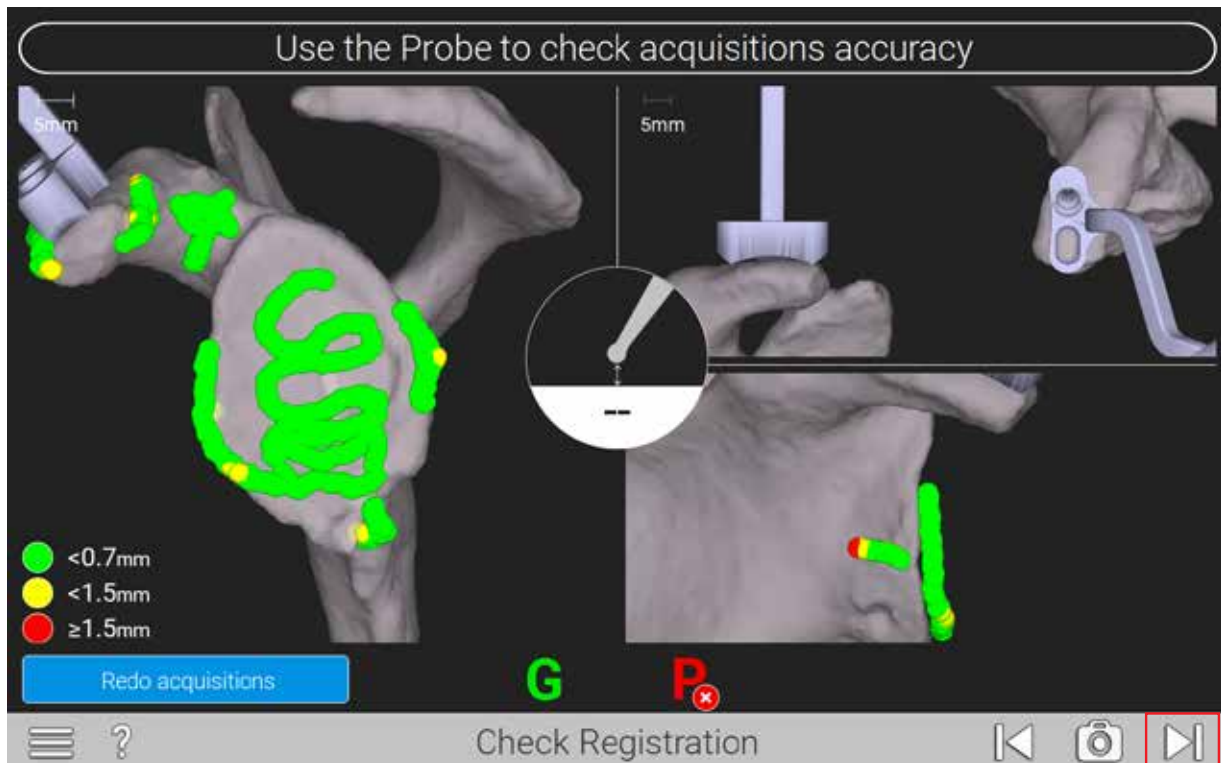 Use the Probe to check acquisitions accuracy
5mm
5mm
--
<0.7mm
<1.5mm
≥1.5mm
Redo acquisitions
G
P
?
Check Registration